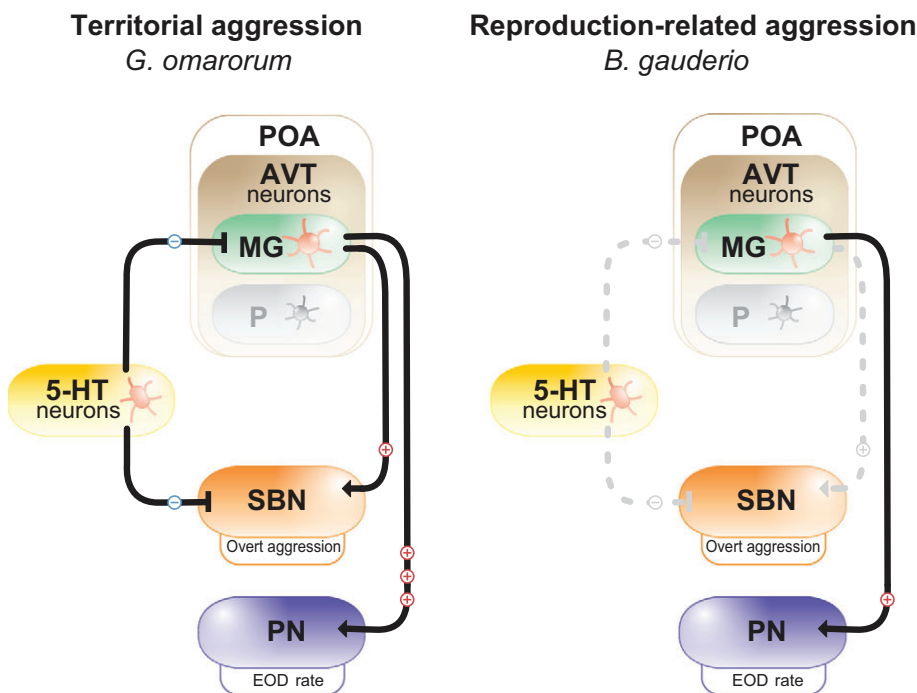 Territorial aggression
G. omarorum
POA
AVT
neurons
MG
P
5-HT
neurons
SBN
Overt aggression
PN
EOD rate
Reproduction-related aggression
B. gauderio
POA
AVT
neurons
MG
P
5-HT
neurons
SBN
Overt aggression
PN
EOD rate